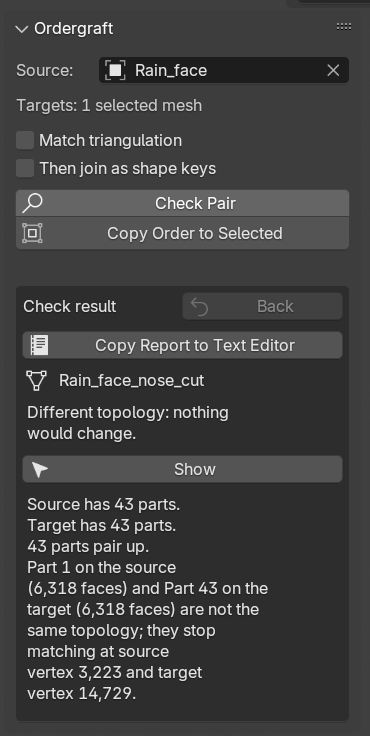 Ordergraft
Source: Rain_face
Targets: 1 selected mesh
Match triangulation
Then join as shape keys
Check Pair
Copy Order to Selected
Check result Back
Copy Report to Text Editor
Rain_face_nose_cut
Different topology: nothing
would change.
Show
Source has 43 parts.
Target has 43 parts.
43 parts pair up.
Part 1 on the source
(6,318 faces) and Part 43 on the
target (6,318 faces) are not the
same topology; they stop
matching at source
vertex 3,223 and target
vertex 14,729.